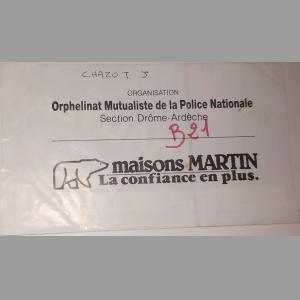 CHAZOT J
ORGANISATION
Orphelinat Mutualiste de la Police Nationale
Section Drôme-Ardèche
B21
maisons MARTIN
La confiance en plus.